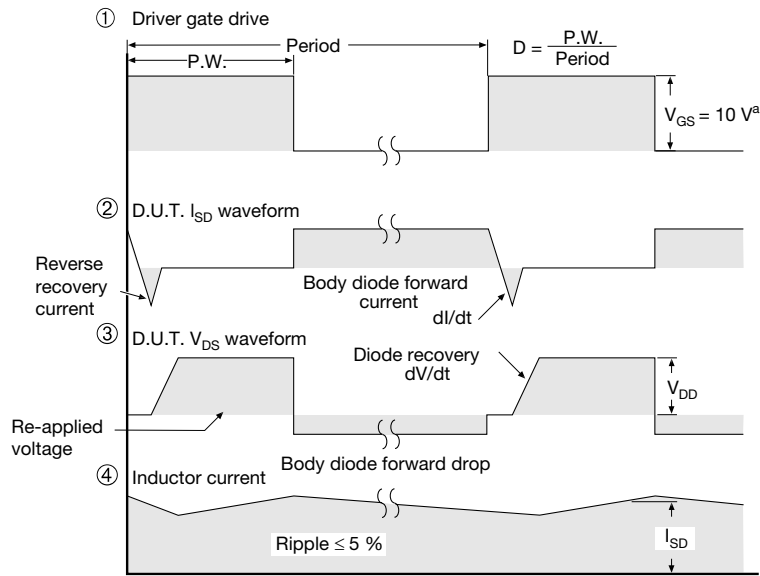 ① Driver gate drive
Period
P.W.
D = P.W. / Period
V_GS = 10 V^a
② D.U.T. I_SD waveform
Reverse
recovery
current
Body diode forward
current
dI/dt
③ D.U.T. V_DS waveform
Diode recovery
dV/dt
V_DD
Re-applied
voltage
Body diode forward drop
④ Inductor current
Ripple ≤ 5 %
I_SD